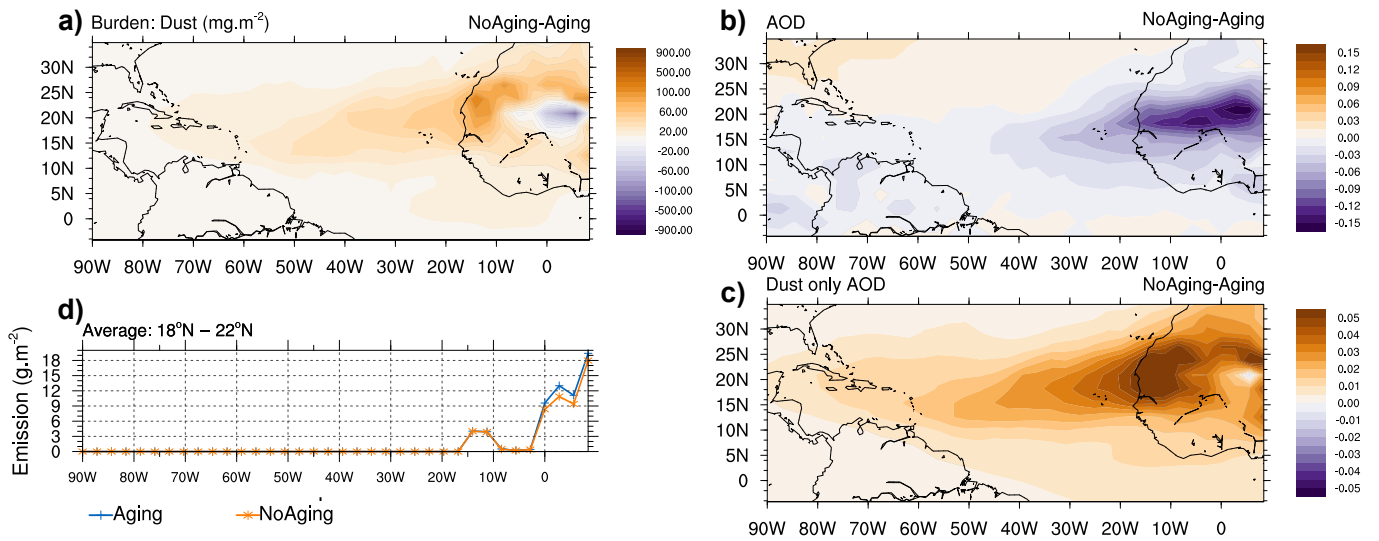 a) Burden: Dust (mg.m⁻²) NoAging-Aging
30N
25N
20N
15N
10N
5N
0
90W 80W 70W 60W 50W 40W 30W 20W 10W 0
900.00
500.00
100.00
60.00
20.00
-20.00
-60.00
-100.00
-500.00
-900.00
b) AOD NoAging-Aging
30N
25N
20N
15N
10N
5N
0
90W 80W 70W 60W 50W 40W 30W 20W 10W 0
0.15
0.12
0.09
0.06
0.03
0.00
-0.03
-0.06
-0.09
-0.12
-0.15
c) Dust only AOD NoAging-Aging
30N
25N
20N
15N
10N
5N
0
90W 80W 70W 60W 50W 40W 30W 20W 10W 0
0.05
0.04
0.03
0.02
0.01
0.00
-0.01
-0.02
-0.03
-0.04
-0.05
d) Average: 18°N – 22°N
Emission (g.m⁻²)
18
15
12
9
6
3
0
90W 80W 70W 60W 50W 40W 30W 20W 10W 0
Aging NoAging